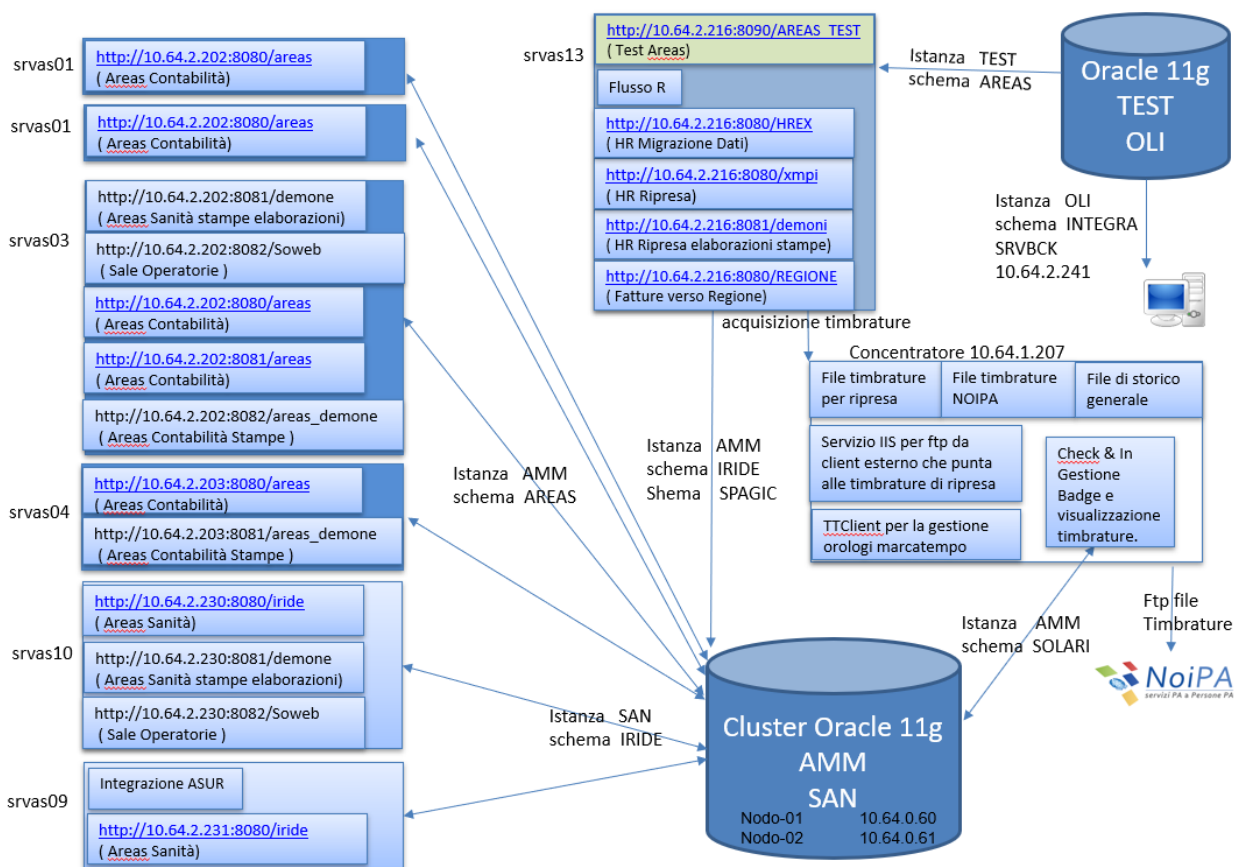 srvas01
http://10.64.2.202:8080/areas
( Areas Contabilità)
srvas01
http://10.64.2.202:8080/areas
( Areas Contabilità)
srvas03
http://10.64.2.202:8081/demone
( Areas Sanità stampe elaborazioni)
http://10.64.2.202:8082/Soweb
( Sale Operatorie )
http://10.64.2.202:8080/areas
( Areas Contabilità)
http://10.64.2.202:8081/areas
( Areas Contabilità)
http://10.64.2.202:8082/areas_demone
( Areas Contabilità Stampe )
srvas04
http://10.64.2.203:8080/areas
( Areas Contabilità)
http://10.64.2.203:8081/areas_demone
( Areas Contabilità Stampe )
srvas10
http://10.64.2.230:8080/iride
( Areas Sanità)
http://10.64.2.230:8081/demone
( Areas Sanità stampe elaborazioni)
http://10.64.2.230:8082/Soweb
( Sale Operatorie )
srvas09
Integrazione ASUR
http://10.64.2.231:8080/iride
( Areas Sanità)
srvas13
http://10.64.2.216:8090/AREAS_TEST
( Test Areas)
Flusso R
http://10.64.2.216:8080/HREX
( HR Migrazione Dati)
http://10.64.2.216:8080/xmpi
( HR Ripresa)
http://10.64.2.216:8081/demoni
( HR Ripresa elaborazioni stampe)
http://10.64.2.216:8080/REGIONE
( Fatture verso Regione)
Istanza TEST
schema AREAS
Oracle 11g
TEST
OLI
Istanza OLI
schema INTEGRA
SRVBCK
10.64.2.241
acquisizione timbrature
Concentratore 10.64.1.207
File timbrature
per ripresa
File timbrature
NOIPA
File di storico
generale
Servizio IIS per ftp da
client esterno che punta
alle timbrature di ripresa
TTClient per la gestione
orologi marcatempo
Check & In
Gestione
Badge e
visualizzazione
timbrature.
Istanza AMM
schema AREAS
Istanza AMM
schema IRIDE
Shema SPAGIC
Istanza SAN
schema IRIDE
Istanza AMM
schema SOLARI
Ftp file
Timbrature
NoiPA
servizi PA a Persone PA
Cluster Oracle 11g
AMM
SAN
Nodo-01 10.64.0.60
Nodo-02 10.64.0.61